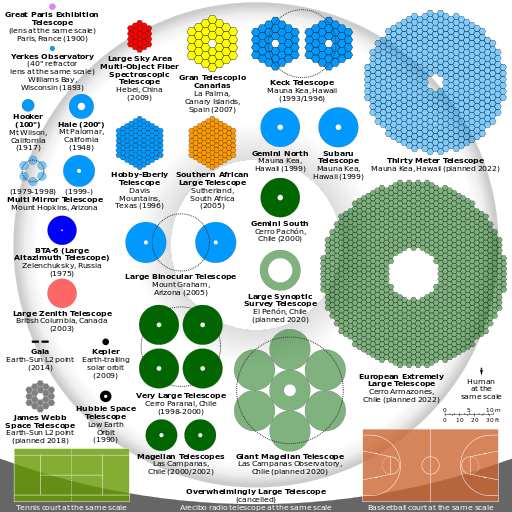 Great Paris Exhibition
Telescope
(lens at the same scale)
Paris, France (1900)
Yerkes Observatory
(40" refractor
lens at the same scale)
Williams Bay,
Wisconsin (1893)
Hooker
(100")
Mt Wilson,
California
(1917)
Hale (200")
Mt Palomar,
California
(1948)
(1979-1998)
(1999-)
Multi Mirror Telescope
Mount Hopkins, Arizona
BTA-6 (Large
Altazimuth Telescope)
Zelenchuksky, Russia
(1975)
Large Zenith Telescope
British Columbia, Canada
(2003)
Gaia
Earth-Sun L2 point
(2014)
Kepler
Earth-trailing
solar orbit
(2009)
James Webb
Space Telescope
Earth-Sun L2 point
(planned 2018)
Hubble Space
Telescope
Low Earth
Orbit
(1990)
Large Sky Area
Multi-Object Fiber
Spectroscopic
Telescope
Hebei, China
(2009)
Gran Telescopio
Canarias
La Palma,
Canary Islands,
Spain (2007)
Keck Telescope
Mauna Kea, Hawaii
(1993/1996)
Hobby-Eberly
Telescope
Davis
Mountains,
Texas (1996)
Southern African
Large Telescope
Sutherland,
South Africa
(2005)
Gemini North
Mauna Kea,
Hawaii (1999)
Subaru
Telescope
Mauna Kea,
Hawaii (1999)
Thirty Meter Telescope
Mauna Kea, Hawaii (planned 2022)
Gemini South
Cerro Pachón,
Chile (2000)
Large Binocular Telescope
Mount Graham,
Arizona (2005)
Large Synoptic
Survey Telescope
El Peñón, Chile
(planned 2020)
Very Large Telescope
Cerro Paranal, Chile
(1998-2000)
Magellan Telescopes
Las Campanas,
Chile (2000/2002)
Giant Magellan Telescope
Las Campanas Observatory,
Chile (planned 2020)
European Extremely
Large Telescope
Cerro Armazones,
Chile (planned 2022)
Human
at the
same scale
0 5 10 m
0 10 20 30 ft
Overwhelmingly Large Telescope
(cancelled)
Tennis court at the same scale
Arecibo radio telescope at the same scale
Basketball court at the same scale